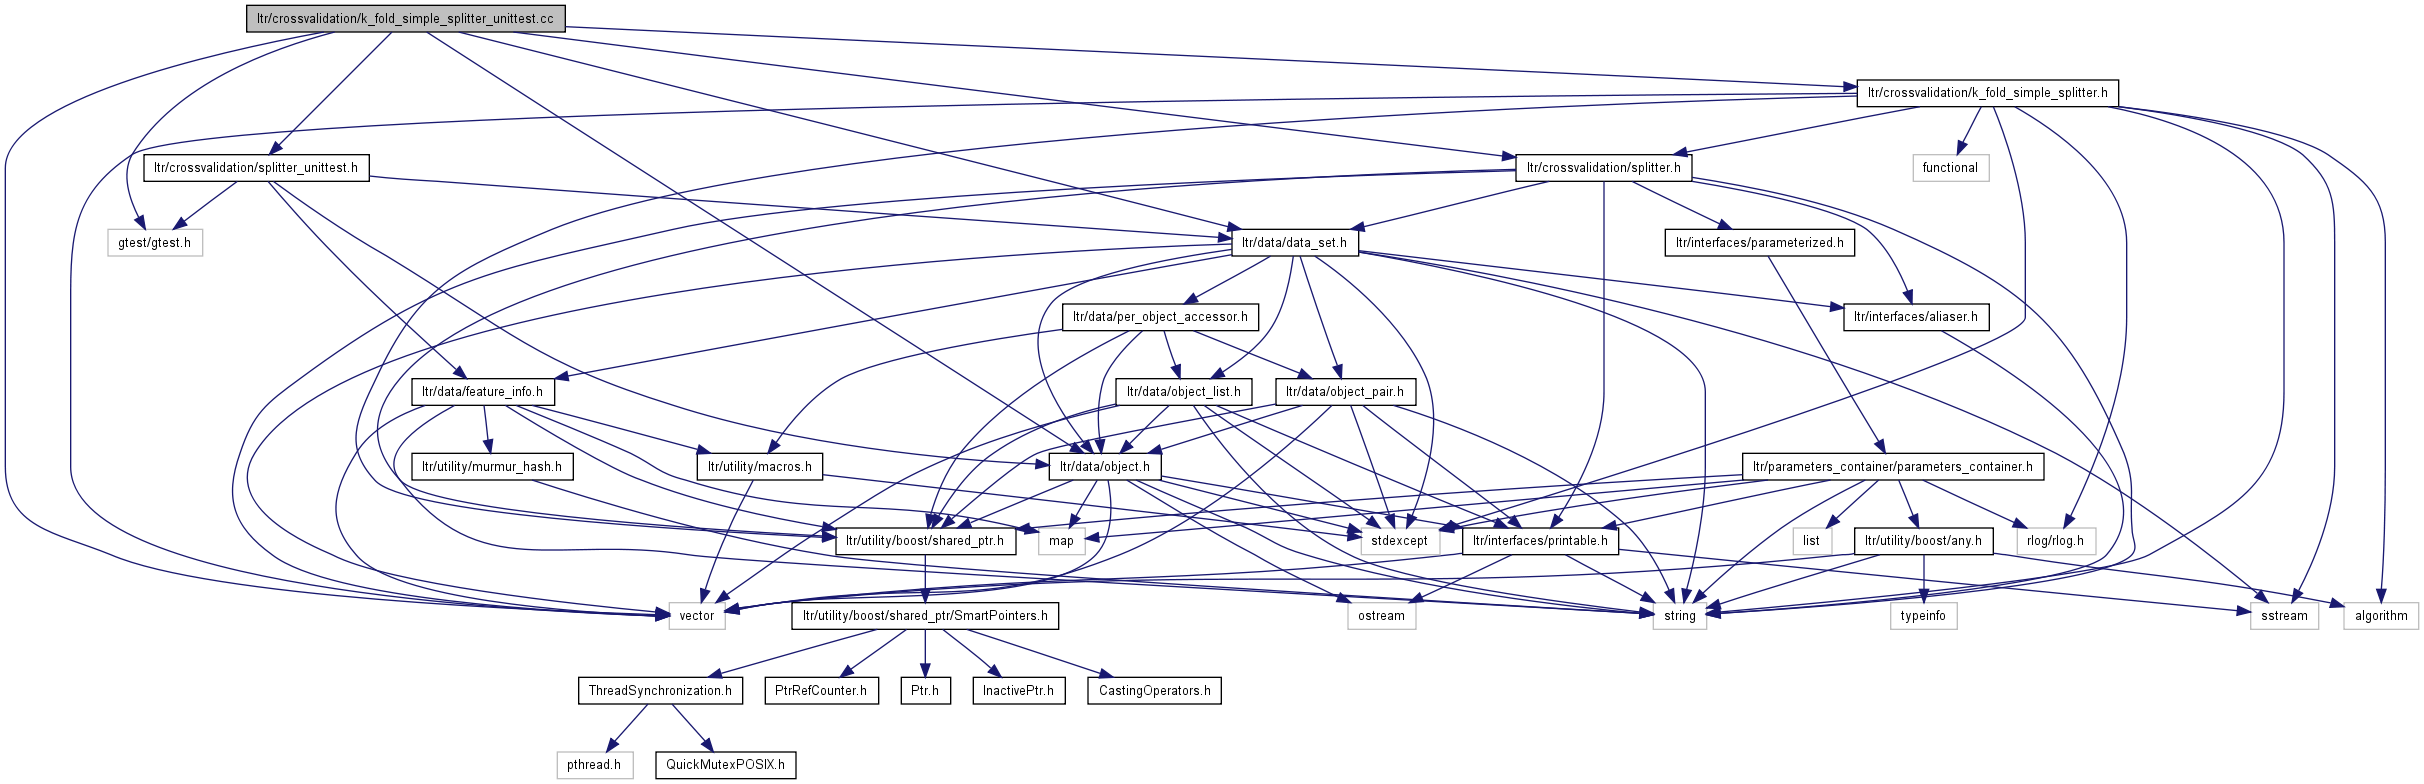 ltr/crossvalidation/k_fold_simple_splitter_unittest.cc
ltr/crossvalidation/k_fold_simple_splitter.h
ltr/crossvalidation/splitter_unittest.h
ltr/crossvalidation/splitter.h
functional
gtest/gtest.h
ltr/data/data_set.h
ltr/interfaces/parameterized.h
ltr/data/per_object_accessor.h
ltr/interfaces/aliaser.h
ltr/data/feature_info.h
ltr/data/object_list.h
ltr/data/object_pair.h
ltr/utility/murmur_hash.h
ltr/utility/macros.h
ltr/data/object.h
ltr/parameters_container/parameters_container.h
ltr/utility/boost/shared_ptr.h
map
stdexcept
ltr/interfaces/printable.h
list
ltr/utility/boost/any.h
rlog/rlog.h
vector
ltr/utility/boost/shared_ptr/SmartPointers.h
ostream
string
typeinfo
sstream
algorithm
ThreadSynchronization.h
PtrRefCounter.h
Ptr.h
InactivePtr.h
CastingOperators.h
pthread.h
QuickMutexPOSIX.h